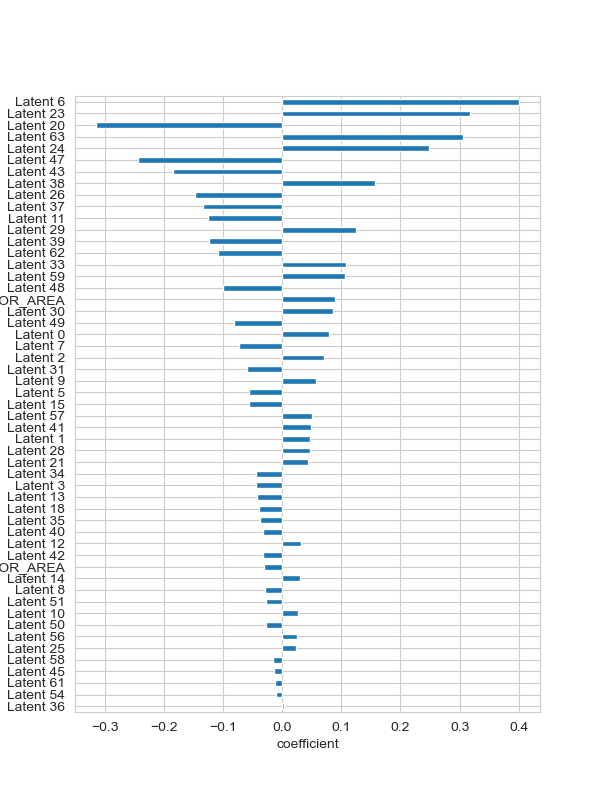 Latent 6
Latent 23
Latent 20
Latent 63
Latent 24
Latent 47
Latent 43
Latent 38
Latent 26
Latent 37
Latent 11
Latent 29
Latent 39
Latent 62
Latent 33
Latent 59
Latent 48
OR_AREA
Latent 30
Latent 49
Latent 0
Latent 7
Latent 2
Latent 31
Latent 9
Latent 5
Latent 15
Latent 57
Latent 41
Latent 1
Latent 28
Latent 21
Latent 34
Latent 3
Latent 13
Latent 18
Latent 35
Latent 40
Latent 12
Latent 42
OR_AREA
Latent 14
Latent 8
Latent 51
Latent 10
Latent 50
Latent 56
Latent 25
Latent 58
Latent 45
Latent 61
Latent 54
Latent 36
−0.3 −0.2 −0.1 0.0 0.1 0.2 0.3 0.4
coefficient